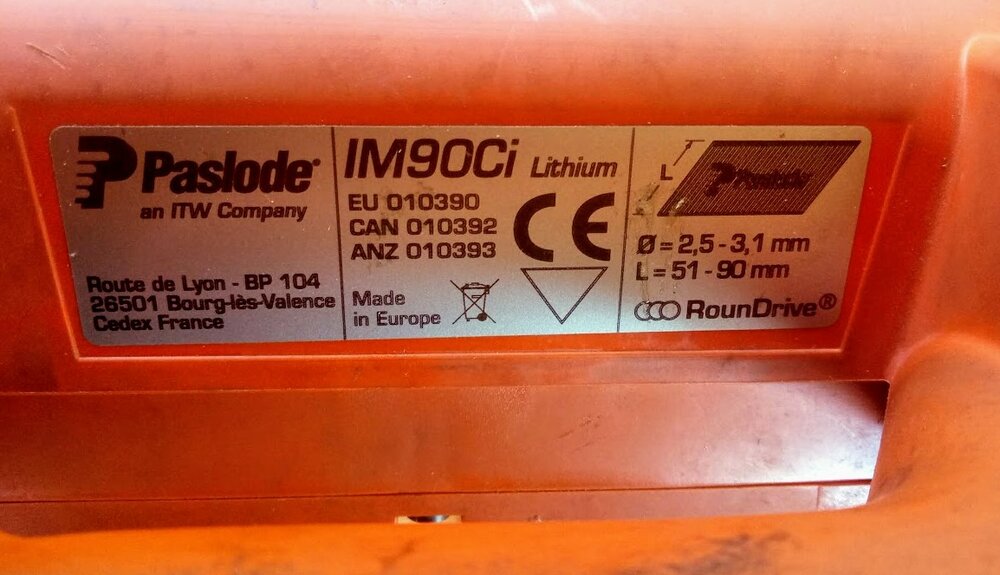 Paslode®
an ITW Company
Route de Lyon - BP 104
26501 Bourg-lès-Valence
Cedex France
IM90Ci Lithium
EU 010390
CAN 010392
ANZ 010393
CE
Made
in Europe
L
Paslode
Ø = 2,5 - 3,1 mm
L = 51 - 90 mm
RounDrive®